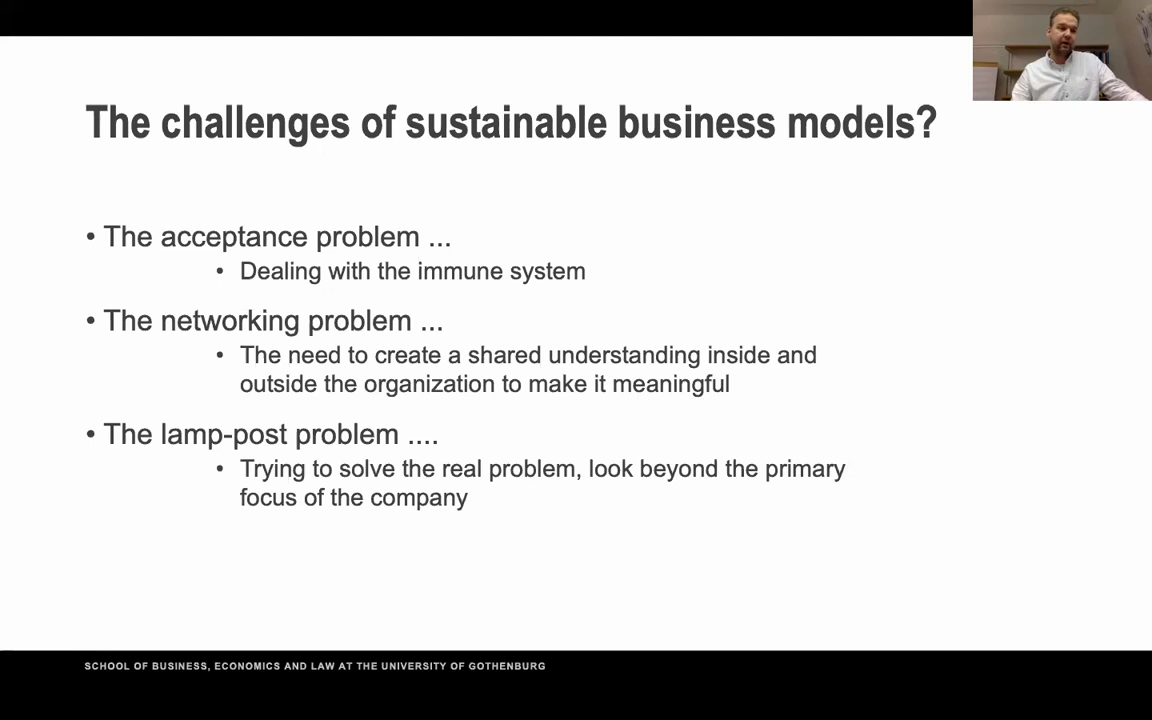 The challenges of sustainable business models?
• The acceptance problem ...
• Dealing with the immune system
• The networking problem ...
• The need to create a shared understanding inside and
outside the organization to make it meaningful
• The lamp-post problem ....
• Trying to solve the real problem, look beyond the primary
focus of the company
SCHOOL OF BUSINESS, ECONOMICS AND LAW AT THE UNIVERSITY OF GOTHENBURG